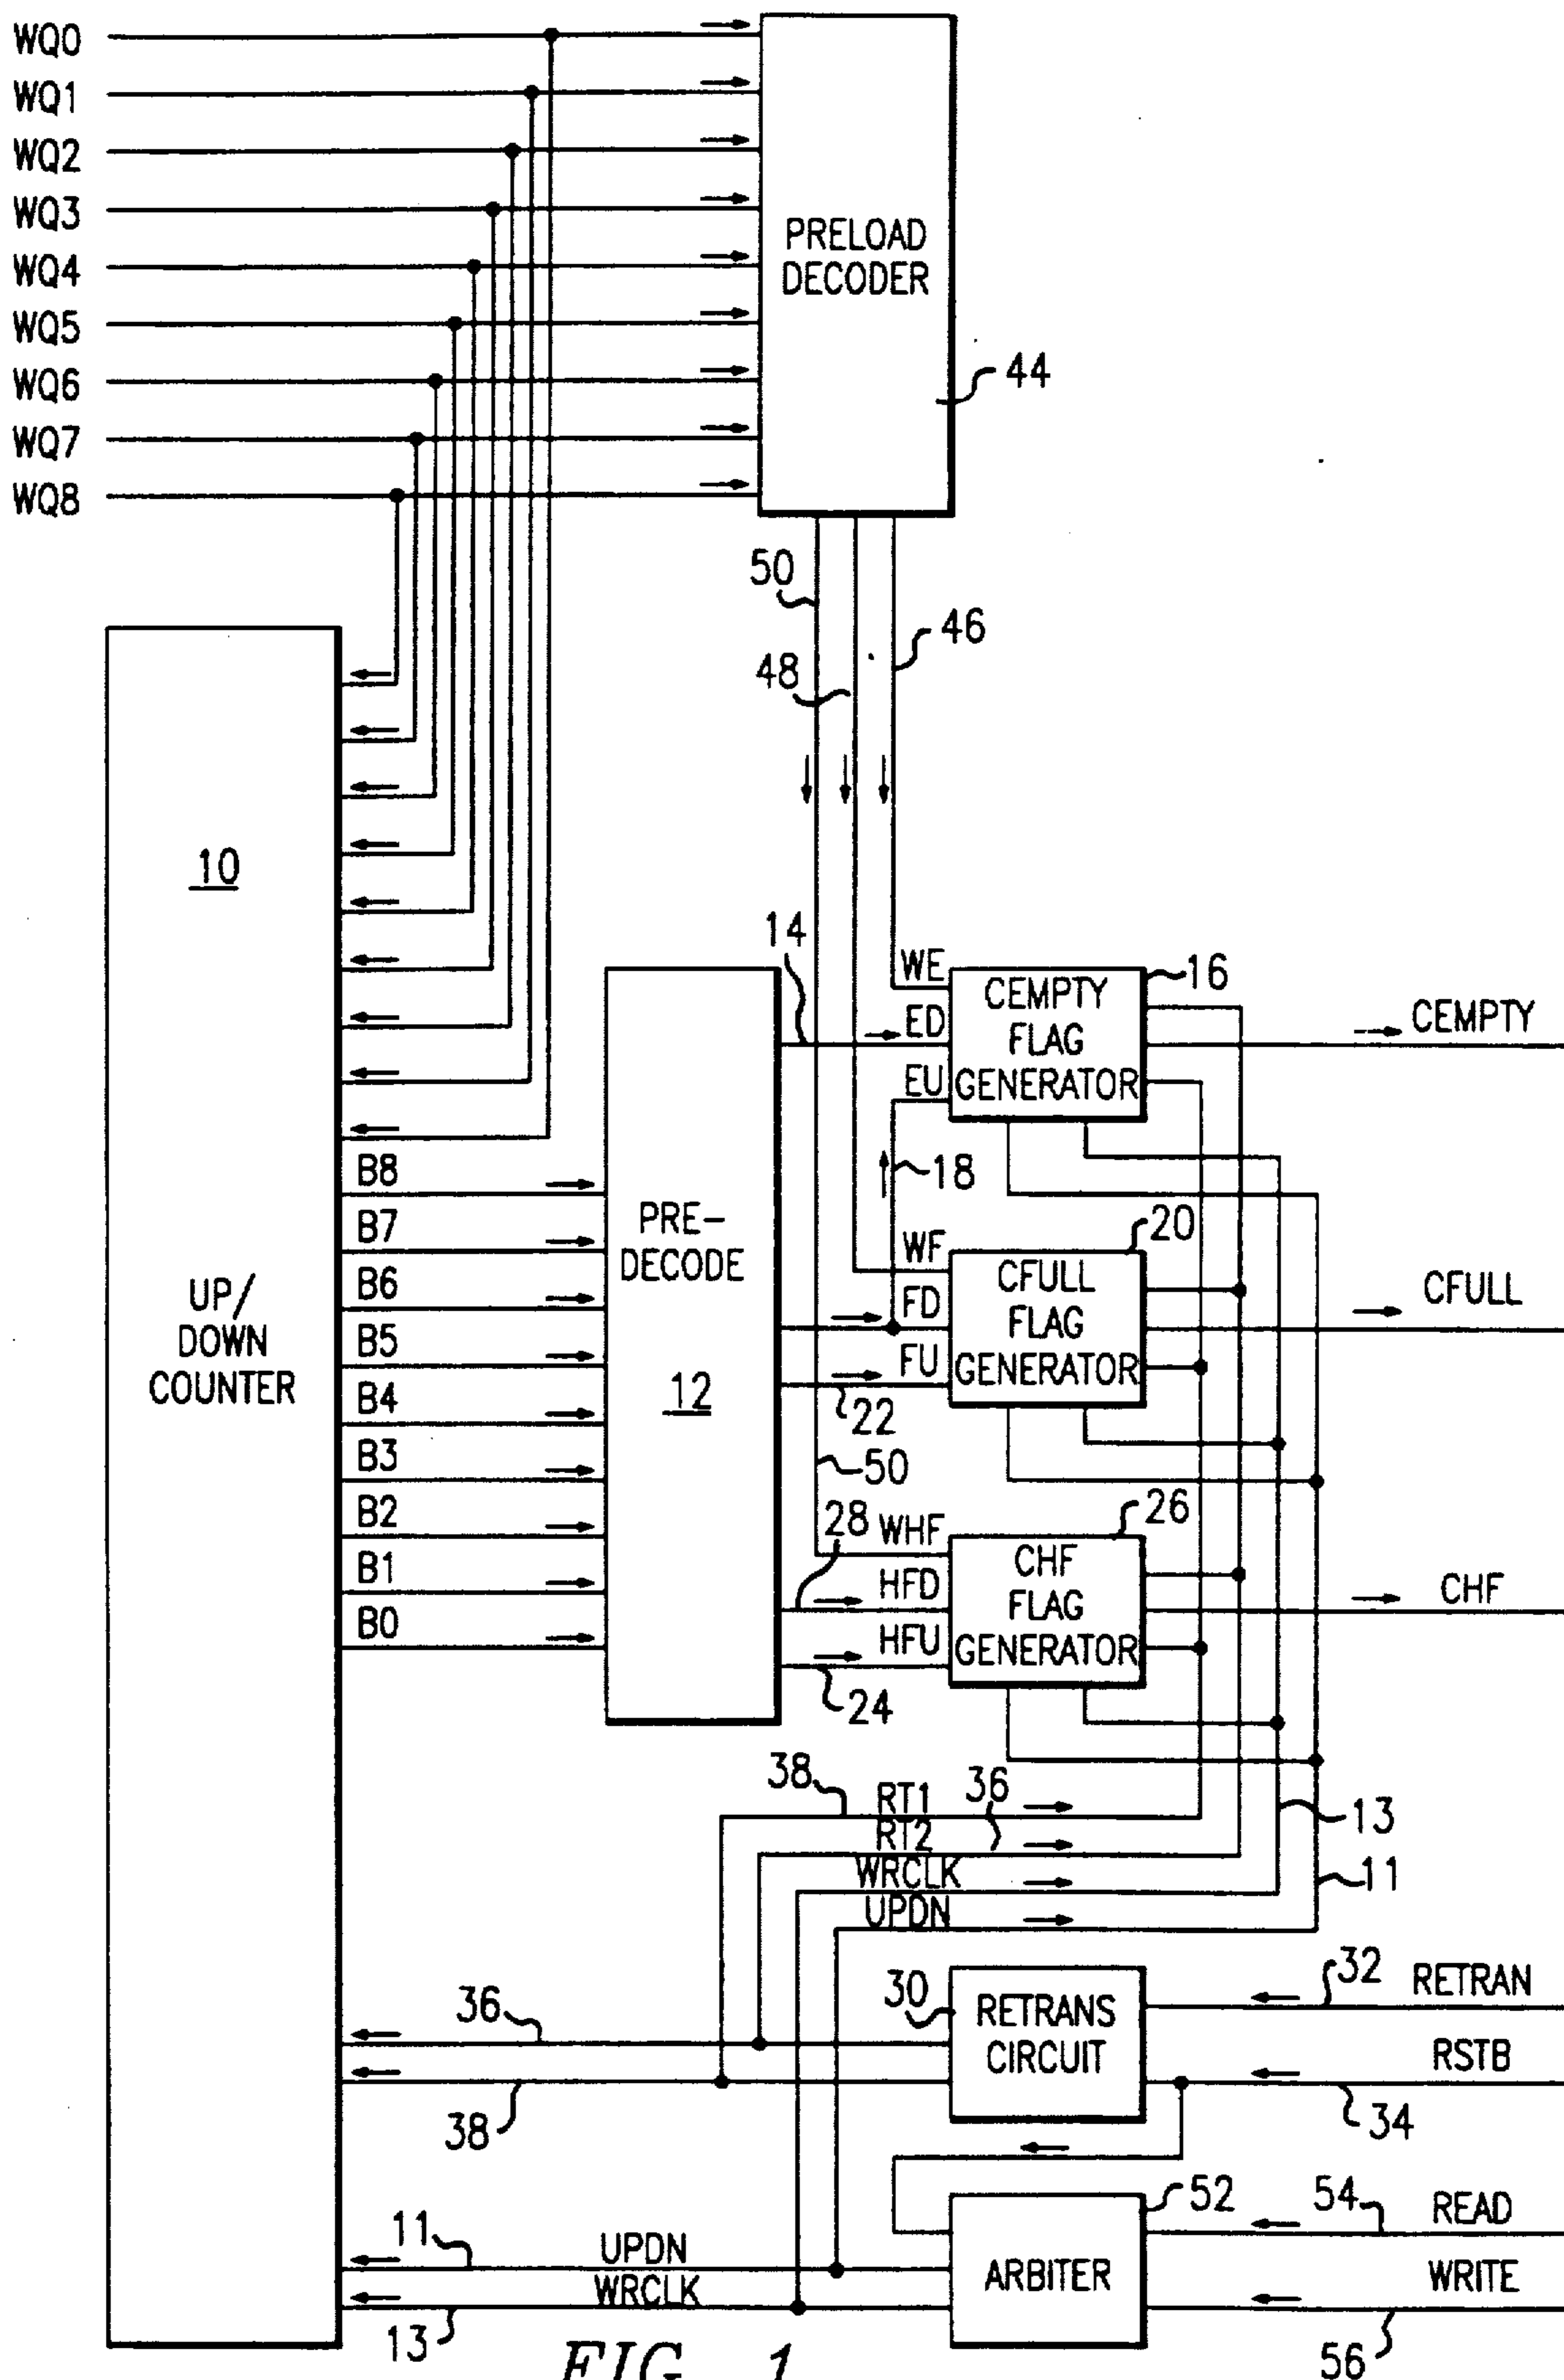 WQ0
WQ1
WQ2
WQ3
WQ4
WQ5
WQ6
WQ7
WQ8
PRELOAD
DECODER
44
50
46
48
10
14
WE
ED
EU
CEMPTY
FLAG
GENERATOR
16
CEMPTY
18
B8
B7
B6
B5
B4
B3
B2
B1
B0
UP/
DOWN
COUNTER
PRE-
DECODE
12
WF
FD
FU
CFULL
FLAG
GENERATOR
20
CFULL
22
50
28
WHF
HFD
HFU
CHF
FLAG
GENERATOR
26
CHF
24
38
RT1
36
RT2
WRCLK
UPDN
13
11
36
38
30
RETRANS
CIRCUIT
32
RETRAN
RSTB
34
11
UPDN
WRCLK
13
ARBITER
52
54
READ
WRITE
56
FIG. 1